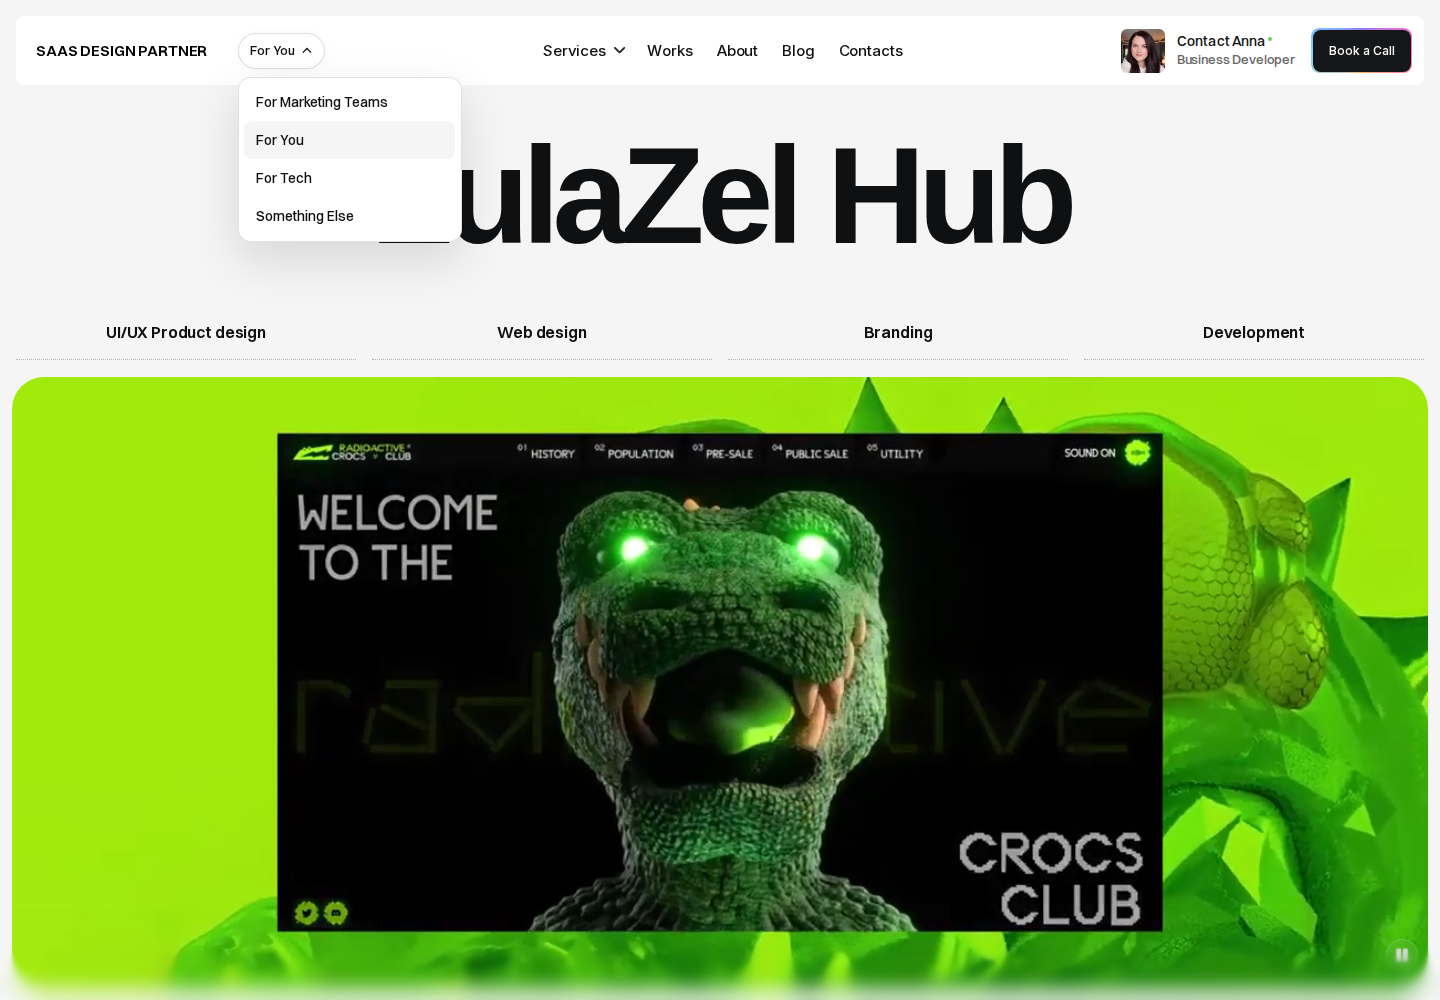 SAAS DESIGN PARTNER
For You
Services
Works
About
Blog
Contacts
Contact Anna
Business Developer
Book a Call
For Marketing Teams
For You
For Tech
Something Else
Hub
UI/UX Product design
Web design
Branding
Development
RADIOACTIVE
CROCS CLUB
01 HISTORY
02 POPULATION
03 PRE-SALE
04 PUBLIC SALE
05 UTILITY
SOUND ON
WELCOME
TO THE
CROCS
CLUB